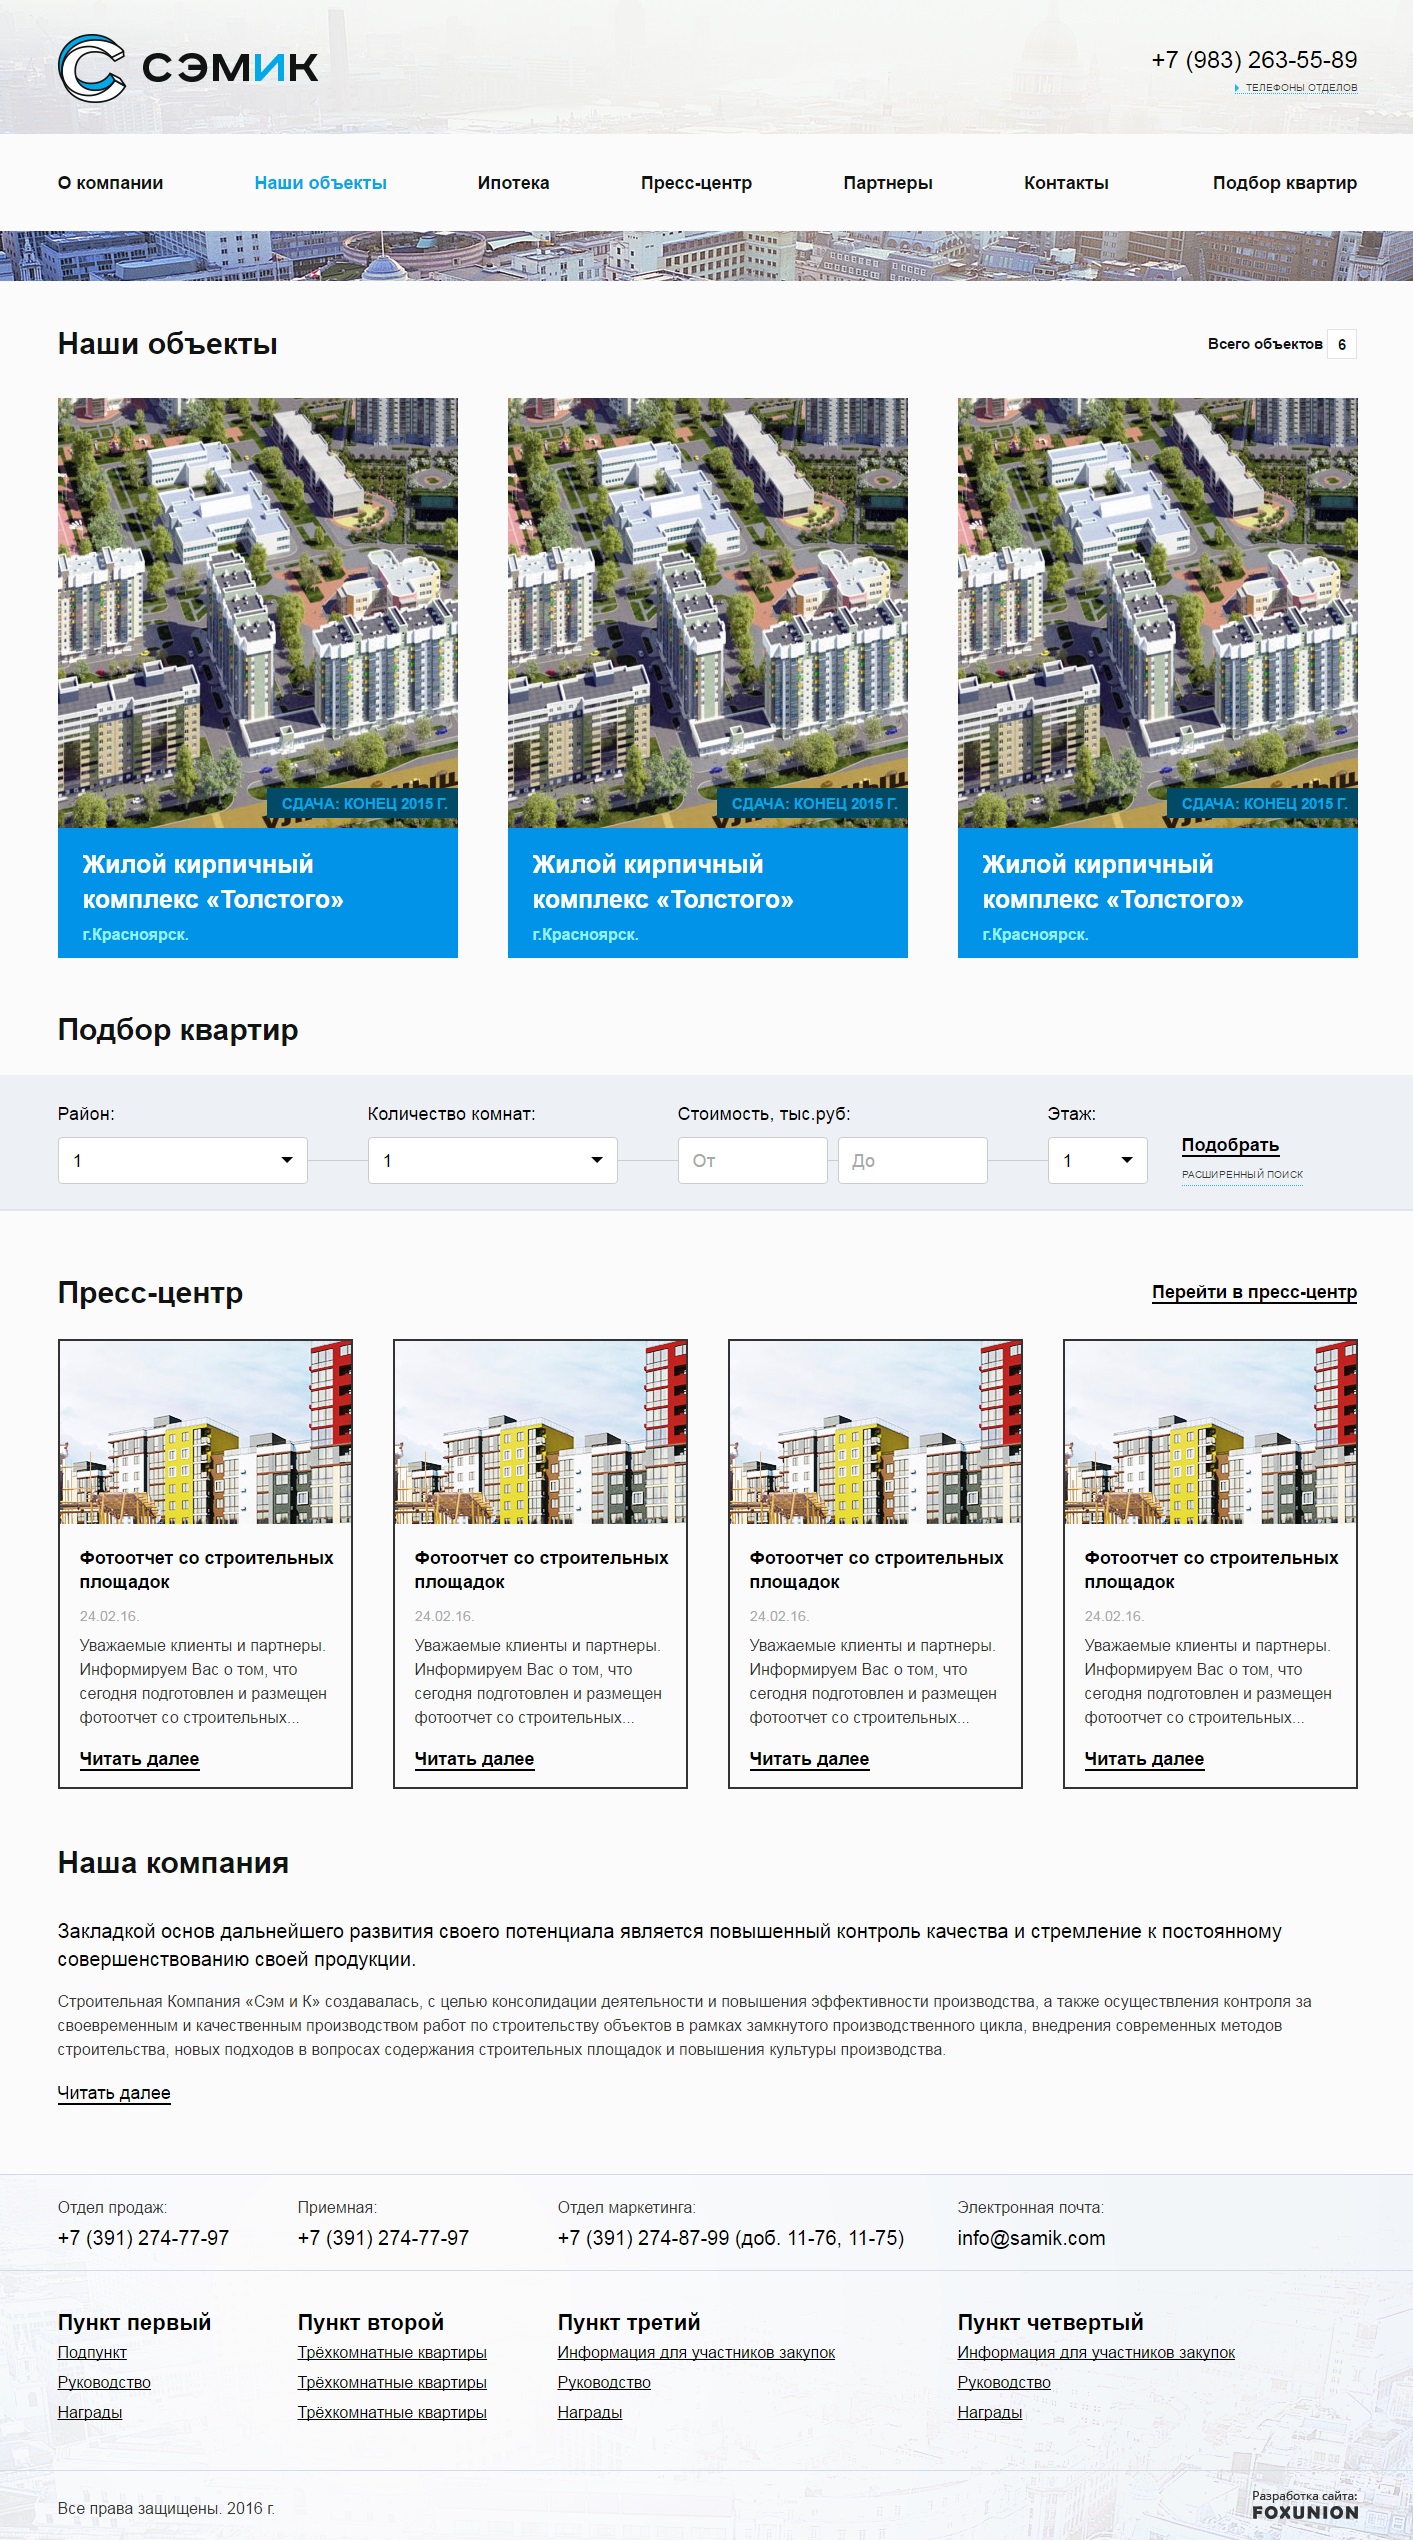 СЭМИК
+7 (983) 263-55-89
ТЕЛЕФОНЫ ОТДЕЛОВ
О компании Наши объекты Ипотека Пресс-центр Партнеры Контакты Подбор квартир
Наши объекты
Всего объектов 6
СДАЧА: КОНЕЦ 2015 Г. СДАЧА: КОНЕЦ 2015 Г. СДАЧА: КОНЕЦ 2015 Г.
Жилой кирпичный Жилой кирпичный Жилой кирпичный
комплекс «Толстого» комплекс «Толстого» комплекс «Толстого»
г.Красноярск. г.Красноярск. г.Красноярск.
Подбор квартир
Район: Количество комнат: Стоимость, тыс.руб: Этаж:
1 1 От До 1
Подобрать
РАСШИРЕННЫЙ ПОИСК
Пресс-центр
Перейти в пресс-центр
Фотоотчет со строительных
площадок
24.02.16.
Уважаемые клиенты и партнеры.
Информируем Вас о том, что
сегодня подготовлен и размещен
фотоотчет со строительных...
Читать далее
Фотоотчет со строительных
площадок
24.02.16.
Уважаемые клиенты и партнеры.
Информируем Вас о том, что
сегодня подготовлен и размещен
фотоотчет со строительных...
Читать далее
Фотоотчет со строительных
площадок
24.02.16.
Уважаемые клиенты и партнеры.
Информируем Вас о том, что
сегодня подготовлен и размещен
фотоотчет со строительных...
Читать далее
Фотоотчет со строительных
площадок
24.02.16.
Уважаемые клиенты и партнеры.
Информируем Вас о том, что
сегодня подготовлен и размещен
фотоотчет со строительных...
Читать далее
Наша компания
Закладкой основ дальнейшего развития своего потенциала является повышенный контроль качества и стремление к постоянному
совершенствованию своей продукции.
Строительная Компания «Сэм и К» создавалась, с целью консолидации деятельности и повышения эффективности производства, а также осуществления контроля за
своевременным и качественным производством работ по строительству объектов в рамках замкнутого производственного цикла, внедрения современных методов
строительства, новых подходов в вопросах содержания строительных площадок и повышения культуры производства.
Читать далее
Отдел продаж: Приемная: Отдел маркетинга: Электронная почта:
+7 (391) 274-77-97 +7 (391) 274-77-97 +7 (391) 274-87-99 (доб. 11-76, 11-75) info@samik.com
Пункт первый Пункт второй Пункт третий Пункт четвертый
Подпункт Трёхкомнатные квартиры Информация для участников закупок Информация для участников закупок
Руководство Трёхкомнатные квартиры Руководство Руководство
Награды Трёхкомнатные квартиры Награды Награды
Все права защищены. 2016 г.
Разработка сайта:
FOXUNION